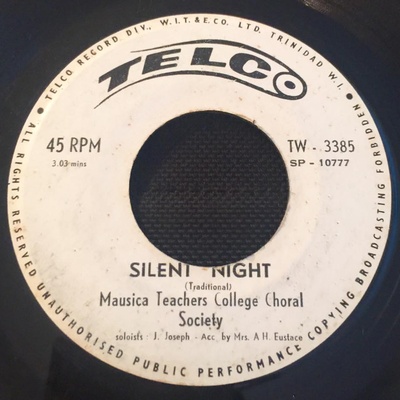 • TELCO RECORD DIV., W.I.T. & E.CO. LTD. TRINIDAD W.I. •
TELCO
45 RPM
3.03 mins
TW - 3385
SP - 10777
SILENT NIGHT
(Traditional)
Mausica Teachers College Choral
Society
soloists - J. Joseph - Acc. by Mrs. A.H. Eustace
ALL RIGHTS RESERVED UNAUTHORISED PUBLIC PERFORMANCE COPYING BROADCASTING FORBIDDEN